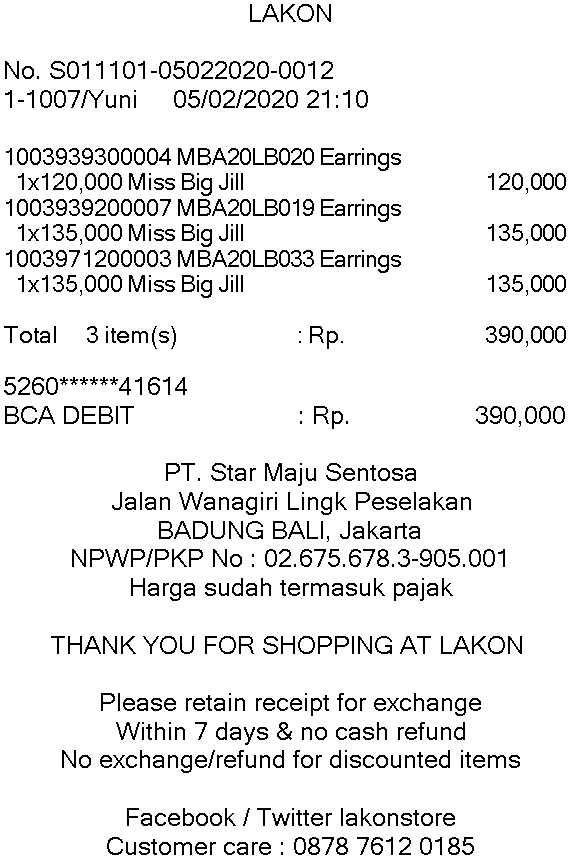 LAKON
No. S011101-05022020-0012
1-1007/Yuni 05/02/2020 21:10
1003939300004 MBA20LB020 Earrings
1x120,000 Miss Big Jill 120,000
1003939200007 MBA20LB019 Earrings
1x135,000 Miss Big Jill 135,000
1003971200003 MBA20LB033 Earrings
1x135,000 Miss Big Jill 135,000
Total 3 item(s) : Rp. 390,000
5260******41614
BCA DEBIT : Rp. 390,000
PT. Star Maju Sentosa
Jalan Wanagiri Lingk Peselakan
BADUNG BALI, Jakarta
NPWP/PKP No : 02.675.678.3-905.001
Harga sudah termasuk pajak
THANK YOU FOR SHOPPING AT LAKON
Please retain receipt for exchange
Within 7 days & no cash refund
No exchange/refund for discounted items
Facebook / Twitter lakonstore
Customer care : 0878 7612 0185